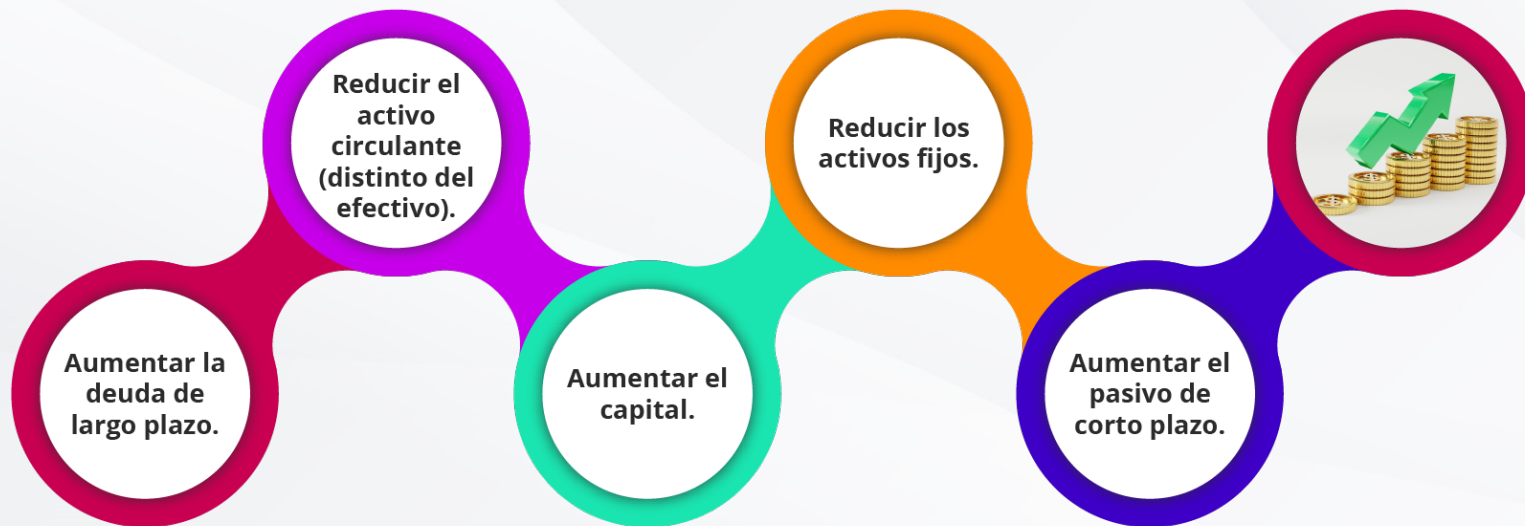 Aumentar la
deuda de
largo plazo.
Reducir el
activo
circulante
(distinto del
efectivo).
Aumentar el
capital.
Reducir los
activos fijos.
Aumentar el
pasivo de
corto plazo.